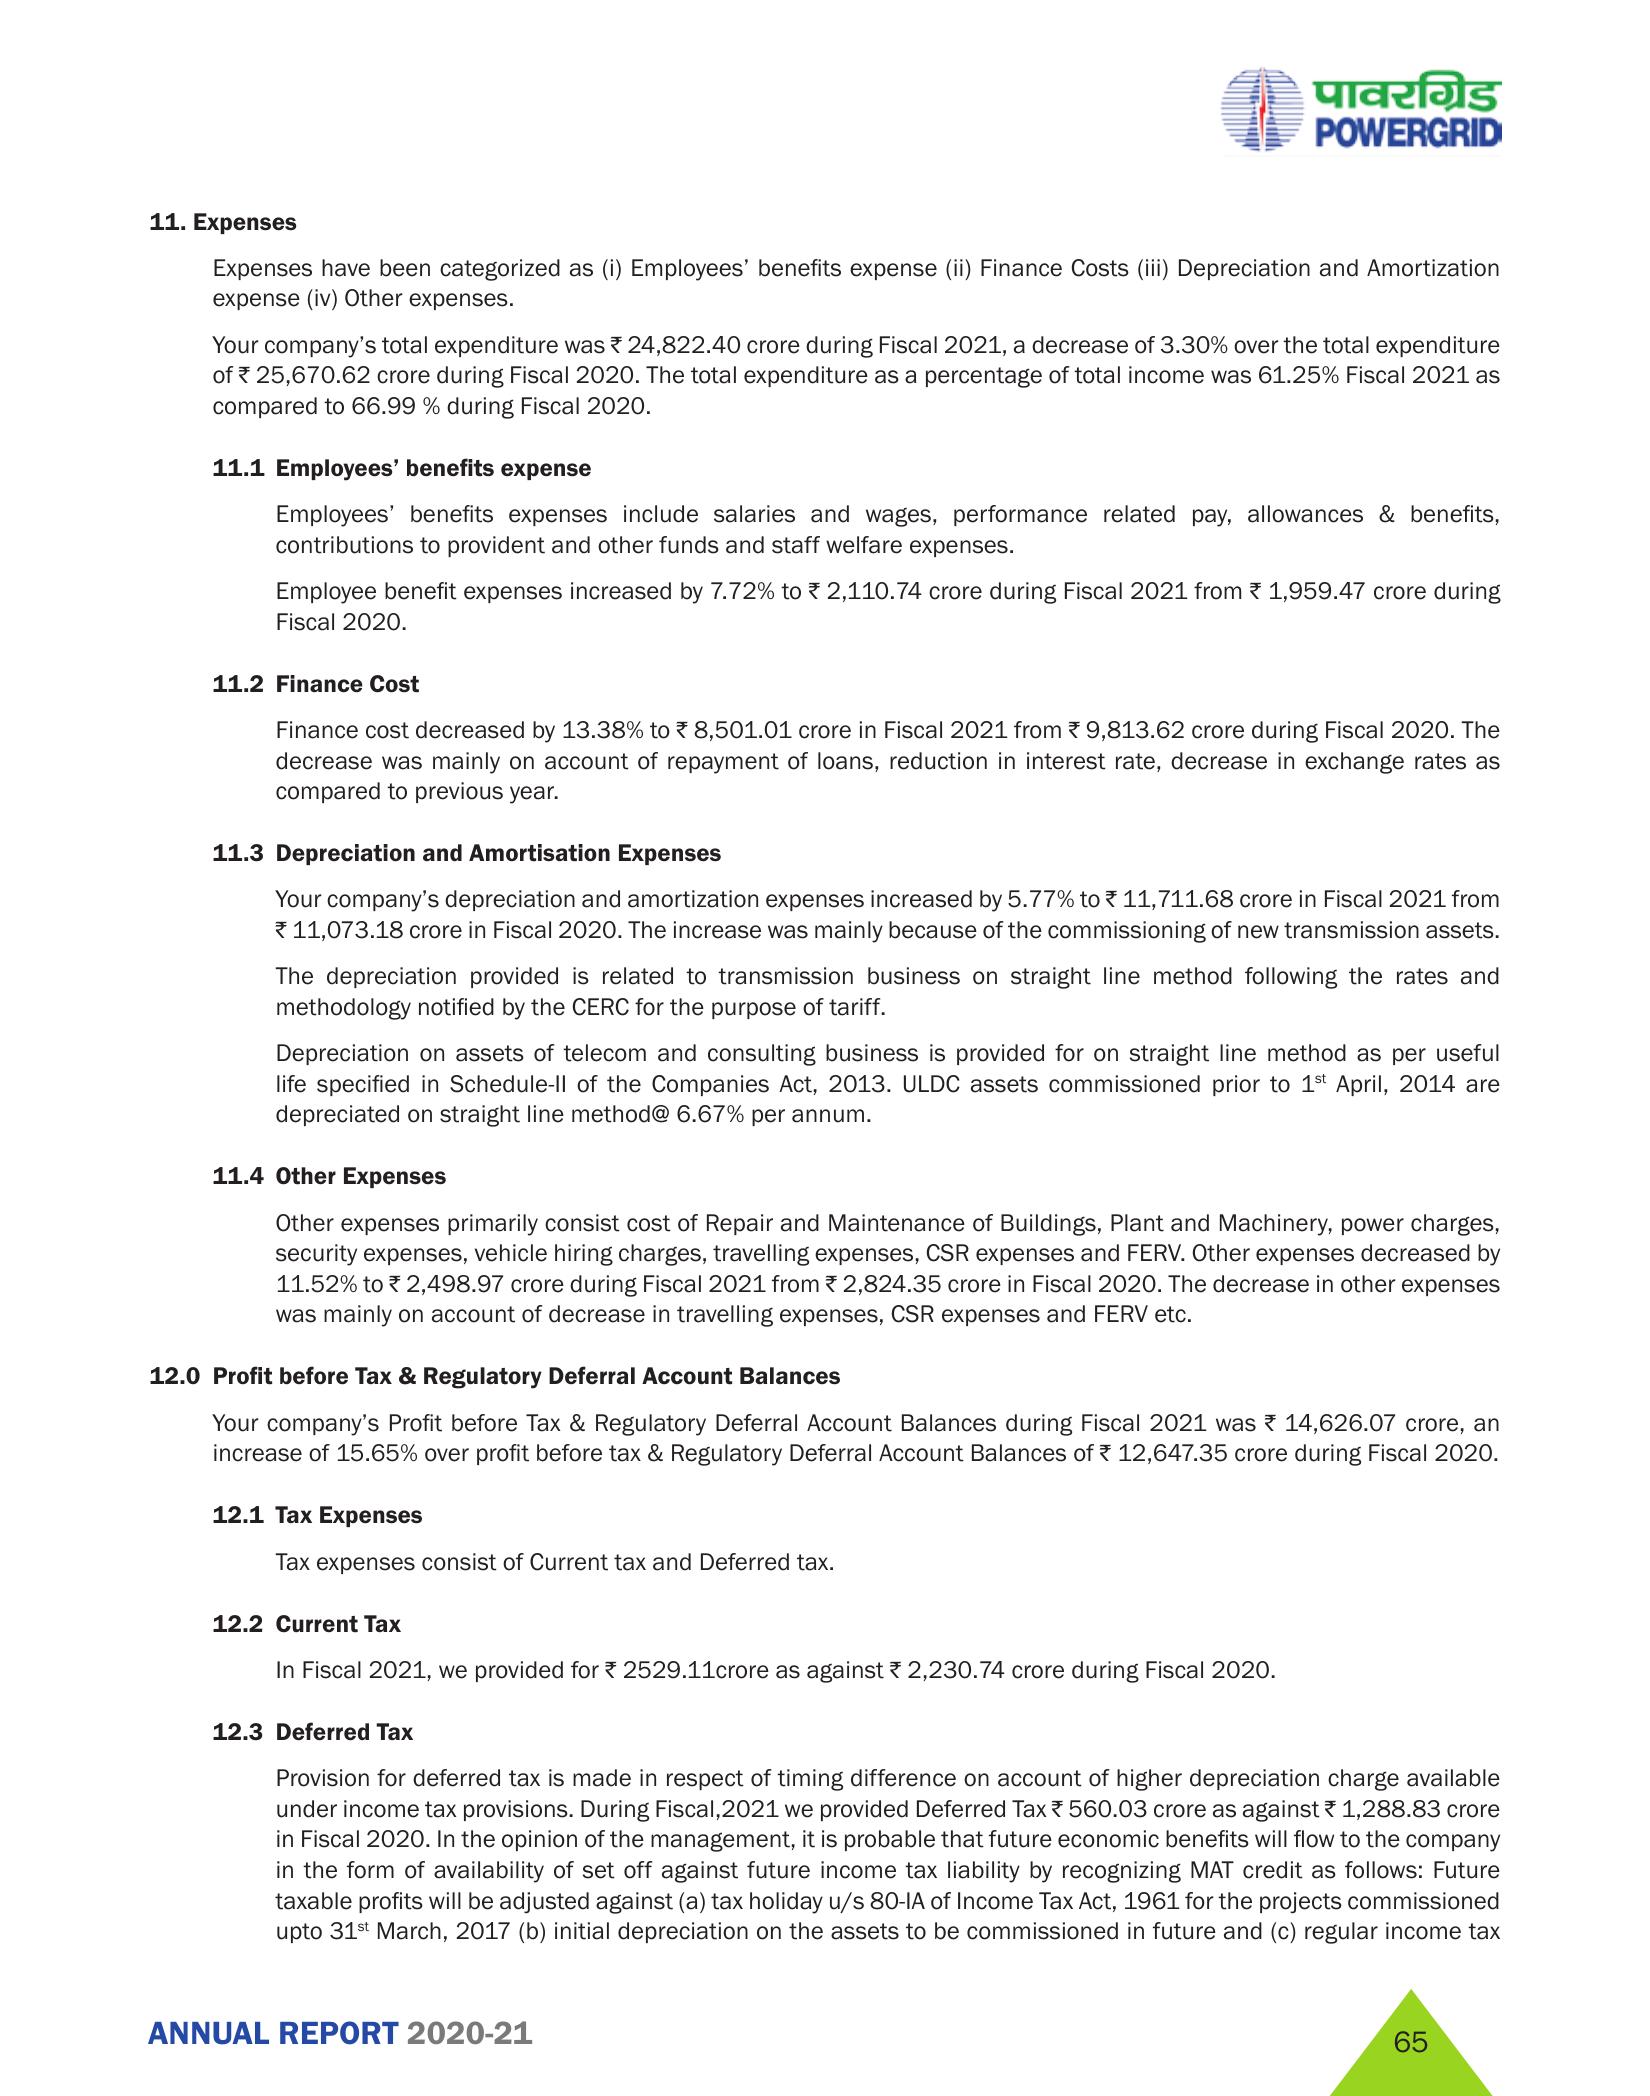 पावरग्रिड
POWERGRID
11. Expenses
Expenses have been categorized as (i) Employees’ benefits expense (ii) Finance Costs (iii) Depreciation and Amortization
expense (iv) Other expenses.
Your company’s total expenditure was ₹ 24,822.40 crore during Fiscal 2021, a decrease of 3.30% over the total expenditure
of ₹ 25,670.62 crore during Fiscal 2020. The total expenditure as a percentage of total income was 61.25% Fiscal 2021 as
compared to 66.99 % during Fiscal 2020.
11.1 Employees’ benefits expense
Employees’ benefits expenses include salaries and wages, performance related pay, allowances & benefits,
contributions to provident and other funds and staff welfare expenses.
Employee benefit expenses increased by 7.72% to ₹ 2,110.74 crore during Fiscal 2021 from ₹ 1,959.47 crore during
Fiscal 2020.
11.2 Finance Cost
Finance cost decreased by 13.38% to ₹ 8,501.01 crore in Fiscal 2021 from ₹ 9,813.62 crore during Fiscal 2020. The
decrease was mainly on account of repayment of loans, reduction in interest rate, decrease in exchange rates as
compared to previous year.
11.3 Depreciation and Amortisation Expenses
Your company’s depreciation and amortization expenses increased by 5.77% to ₹ 11,711.68 crore in Fiscal 2021 from
₹ 11,073.18 crore in Fiscal 2020. The increase was mainly because of the commissioning of new transmission assets.
The depreciation provided is related to transmission business on straight line method following the rates and
methodology notified by the CERC for the purpose of tariff.
Depreciation on assets of telecom and consulting business is provided for on straight line method as per useful
life specified in Schedule-II of the Companies Act, 2013. ULDC assets commissioned prior to 1st April, 2014 are
depreciated on straight line method@ 6.67% per annum.
11.4 Other Expenses
Other expenses primarily consist cost of Repair and Maintenance of Buildings, Plant and Machinery, power charges,
security expenses, vehicle hiring charges, travelling expenses, CSR expenses and FERV. Other expenses decreased by
11.52% to ₹ 2,498.97 crore during Fiscal 2021 from ₹ 2,824.35 crore in Fiscal 2020. The decrease in other expenses
was mainly on account of decrease in travelling expenses, CSR expenses and FERV etc.
12.0 Profit before Tax & Regulatory Deferral Account Balances
Your company’s Profit before Tax & Regulatory Deferral Account Balances during Fiscal 2021 was ₹ 14,626.07 crore, an
increase of 15.65% over profit before tax & Regulatory Deferral Account Balances of ₹ 12,647.35 crore during Fiscal 2020.
12.1 Tax Expenses
Tax expenses consist of Current tax and Deferred tax.
12.2 Current Tax
In Fiscal 2021, we provided for ₹ 2529.11crore as against ₹ 2,230.74 crore during Fiscal 2020.
12.3 Deferred Tax
Provision for deferred tax is made in respect of timing difference on account of higher depreciation charge available
under income tax provisions. During Fiscal,2021 we provided Deferred Tax ₹ 560.03 crore as against ₹ 1,288.83 crore
in Fiscal 2020. In the opinion of the management, it is probable that future economic benefits will flow to the company
in the form of availability of set off against future income tax liability by recognizing MAT credit as follows: Future
taxable profits will be adjusted against (a) tax holiday u/s 80-IA of Income Tax Act, 1961 for the projects commissioned
upto 31st March, 2017 (b) initial depreciation on the assets to be commissioned in future and (c) regular income tax
ANNUAL REPORT 2020-21
65